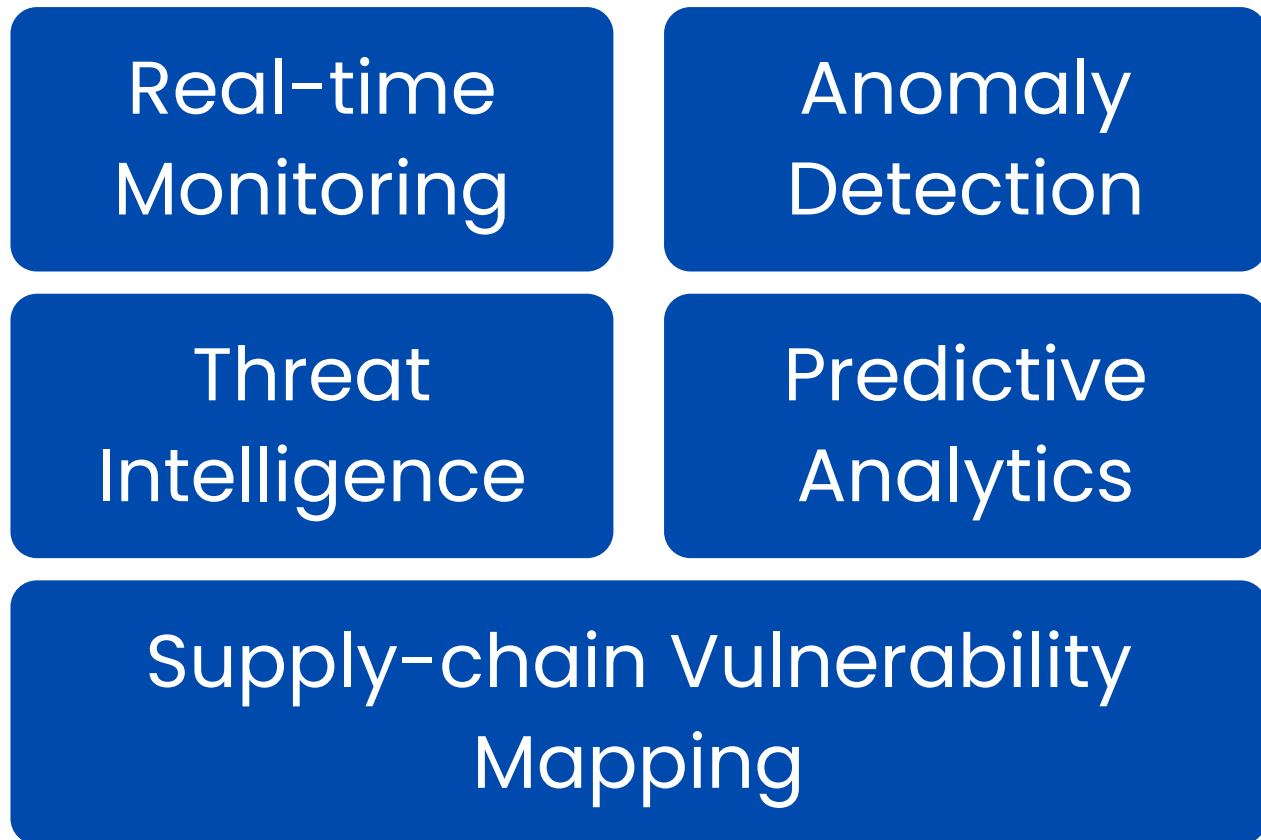 Real-time
Monitoring
Anomaly
Detection
Threat
Intelligence
Predictive
Analytics
Supply-chain Vulnerability
Mapping